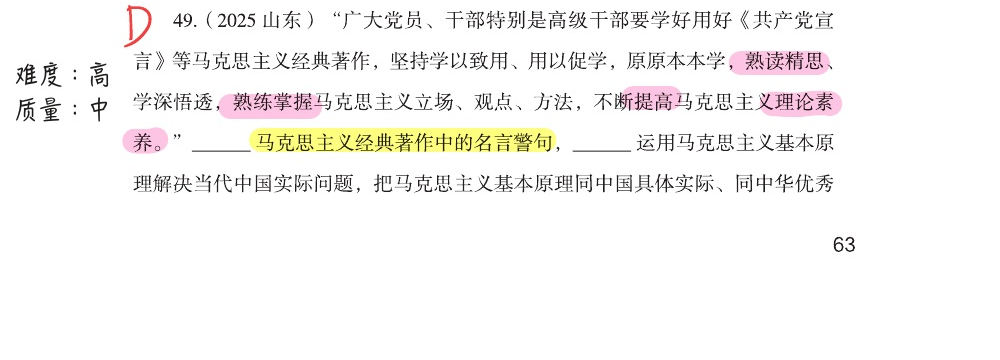 D 49.（2025 山东）“广大党员、干部特别是高级干部要学好用好《共产党宣
言》等马克思主义经典著作，坚持学以致用、用以促学，原原本本学，熟读精思、
难度：高
学深悟透，熟练掌握马克思主义立场、观点、方法，不断提高马克思主义理论素
质量：中
养。”______马克思主义经典著作中的名言警句，______运用马克思主义基本原
理解决当代中国实际问题，把马克思主义基本原理同中国具体实际、同中华优秀
63